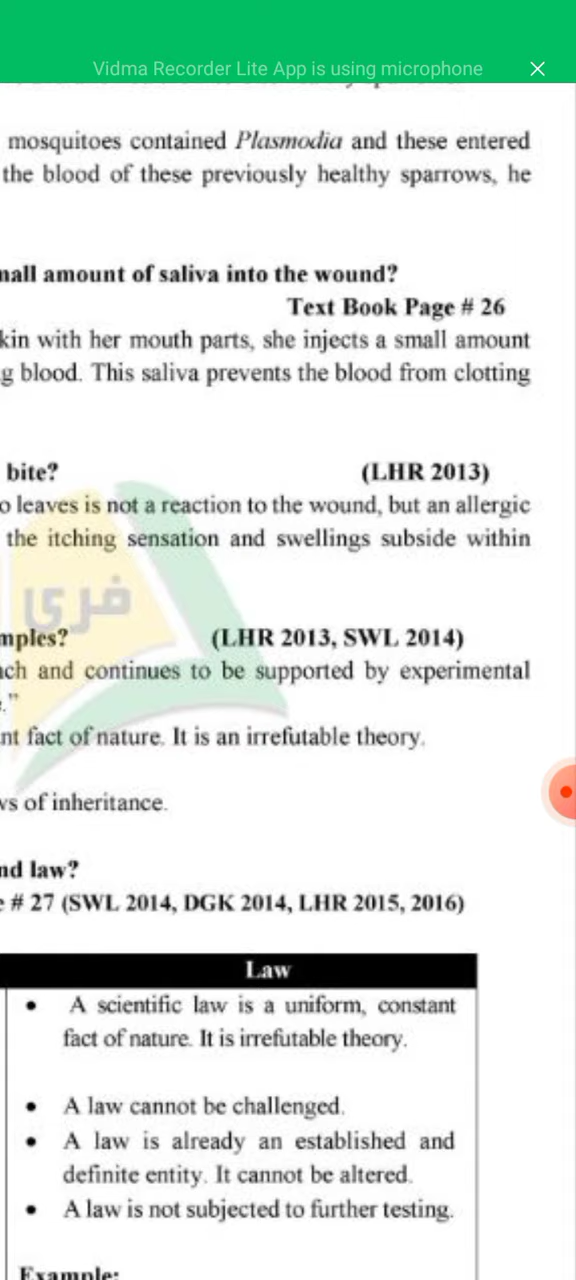 Vidma Recorder Lite App is using microphone
mosquitoes contained Plasmodia and these entered
the blood of these previously healthy sparrows, he
mall amount of saliva into the wound?
Text Book Page # 26
kin with her mouth parts, she injects a small amount
g blood. This saliva prevents the blood from clotting
bite? (LHR 2013)
o leaves is not a reaction to the wound, but an allergic
the itching sensation and swellings subside within
فری
mples? (LHR 2013, SWL 2014)
ch and continues to be supported by experimental
."
nt fact of nature. It is an irrefutable theory.
ws of inheritance.
nd law?
e # 27 (SWL 2014, DGK 2014, LHR 2015, 2016)
Law
• A scientific law is a uniform, constant
fact of nature. It is irrefutable theory.
• A law cannot be challenged.
• A law is already an established and
definite entity. It cannot be altered.
• A law is not subjected to further testing.
Example: